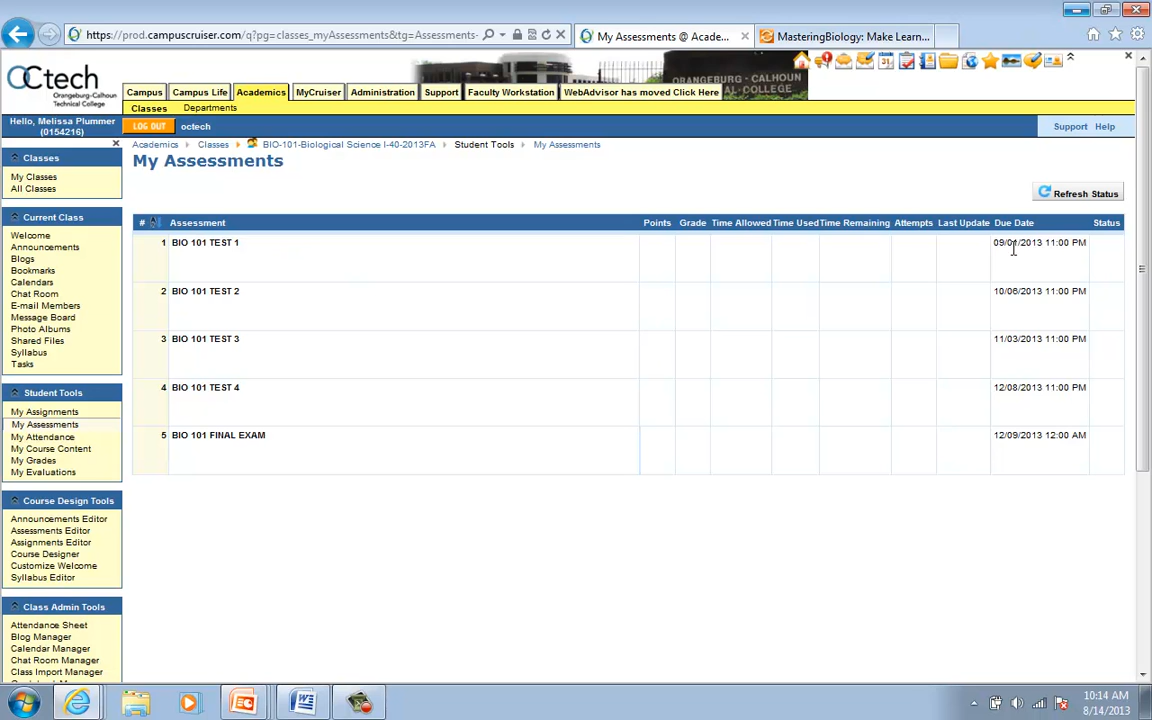 https://prod.campuscruiser.com/q?pg=classes_myAssessments&tg=Assessments-
My Assessments @ Acade...
MasteringBiology: Make Learn...
OCtech
Orangeburg-Calhoun
Technical College
ORANGEBURG - CALHOUN
AL-COLLEGE
Campus Campus Life Academics MyCruiser Administration Support Faculty Workstation WebAdvisor has moved Click Here
Classes Departments
Hello, Melissa Plummer
(0154216)
LOG OUT octech Support Help
Academics Classes BIO-101-Biological Science I-40-2013FA Student Tools My Assessments
My Assessments
Refresh Status
# Assessment Points Grade Time Allowed Time Used Time Remaining Attempts Last Update Due Date Status
1 BIO 101 TEST 1 09/01/2013 11:00 PM
2 BIO 101 TEST 2 10/06/2013 11:00 PM
3 BIO 101 TEST 3 11/03/2013 11:00 PM
4 BIO 101 TEST 4 12/08/2013 11:00 PM
5 BIO 101 FINAL EXAM 12/09/2013 12:00 AM
Classes
My Classes
All Classes
Current Class
Welcome
Announcements
Blogs
Bookmarks
Calendars
Chat Room
E-mail Members
Message Board
Photo Albums
Shared Files
Syllabus
Tasks
Student Tools
My Assignments
My Assessments
My Attendance
My Course Content
My Grades
My Evaluations
Course Design Tools
Announcements Editor
Assessments Editor
Assignments Editor
Course Designer
Customize Welcome
Syllabus Editor
Class Admin Tools
Attendance Sheet
Blog Manager
Calendar Manager
Chat Room Manager
Class Import Manager
10:14 AM
8/14/2013